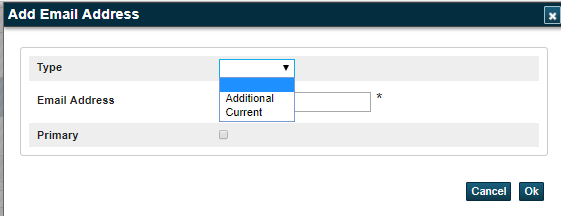 Add Email Address
Type
Additional
Email Address *
Current
Primary
Cancel Ok